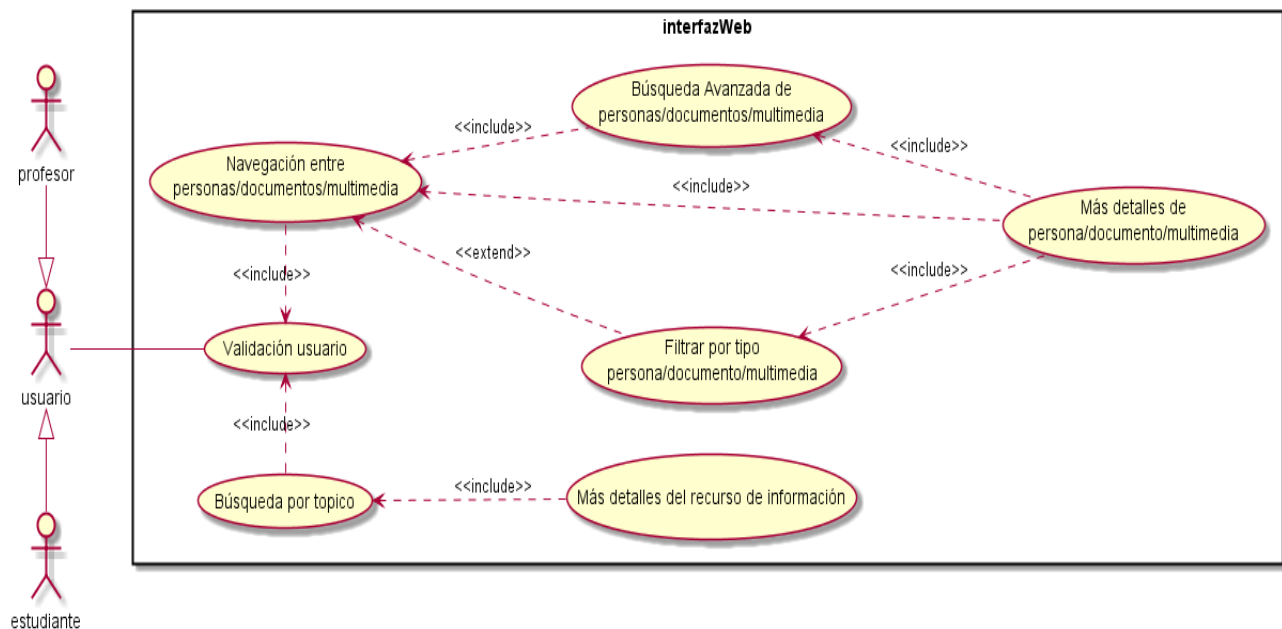 interfazWeb
profesor
Búsqueda Avanzada de
personas/documentos/multimedia
<<include>>
<<include>>
Navegación entre
personas/documentos/multimedia
<<include>>
Más detalles de
persona/documento/multimedia
<<include>>
<<extend>>
<<include>>
usuario
Validación usuario
Filtrar por tipo
persona/documento/multimedia
<<include>>
Búsqueda por topico
<<include>>
Más detalles del recurso de información
estudiante